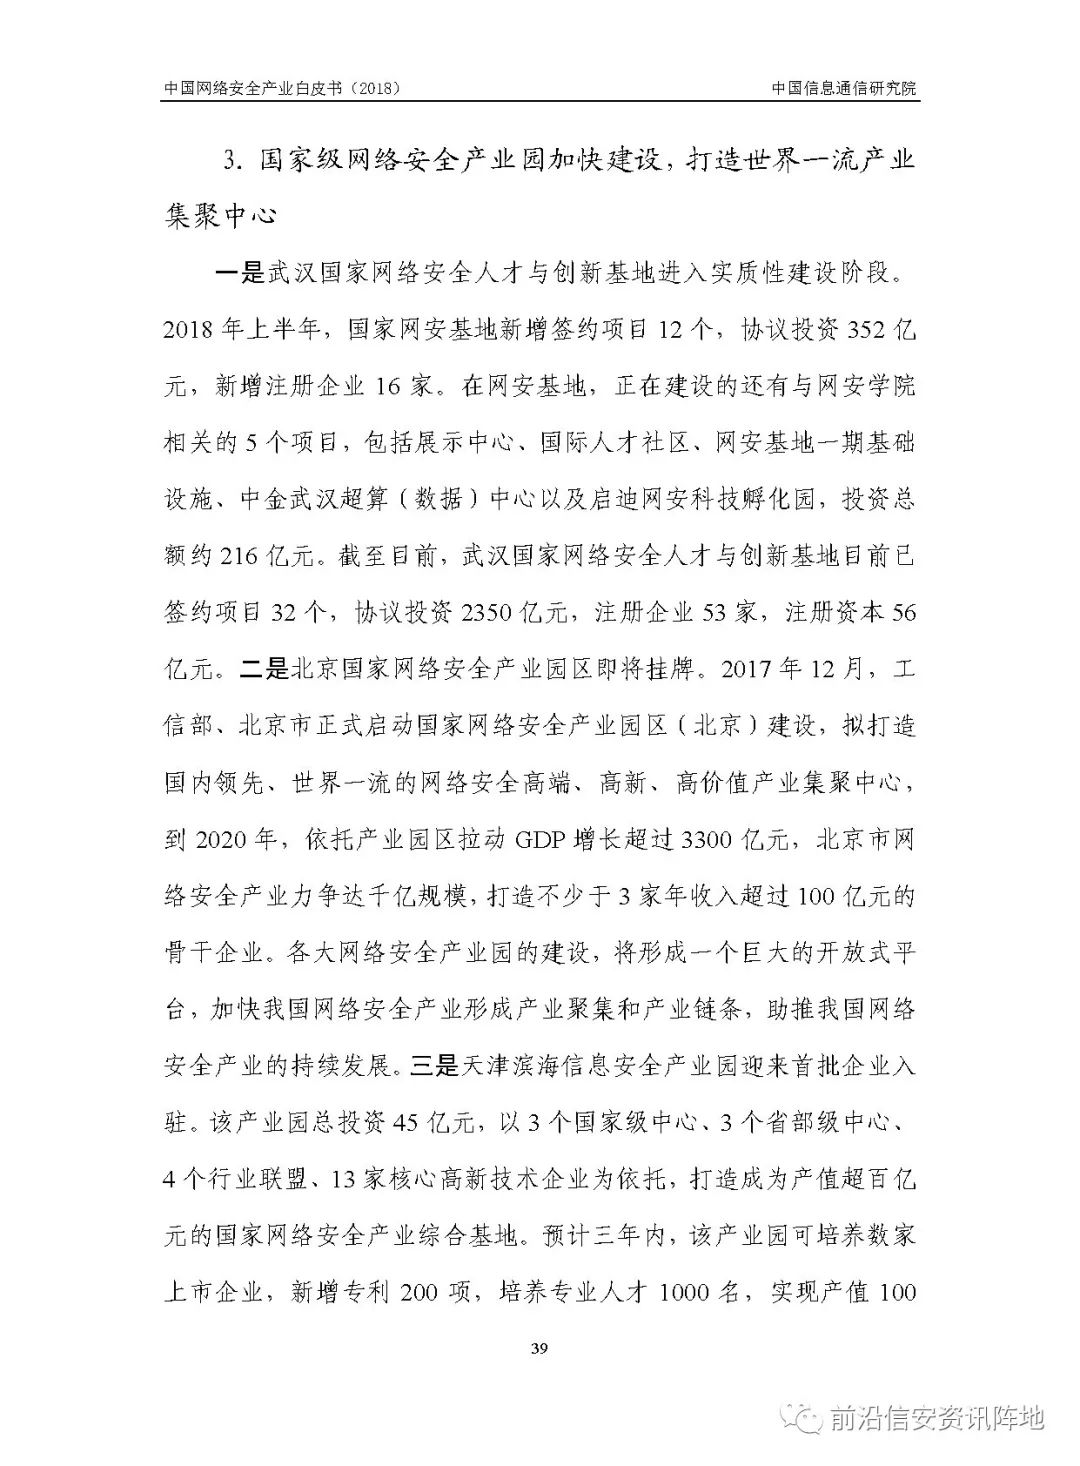 中国网络安全产业白皮书（2018）
中国信息通信研究院
3. 国家级网络安全产业园加快建设，打造世界一流产业
集聚中心
一是武汉国家网络安全人才与创新基地进入实质性建设阶段。
2018 年上半年，国家网安基地新增签约项目 12 个，协议投资 352 亿
元，新增注册企业 16 家。在网安基地，正在建设的还有与网安学院
相关的 5 个项目，包括展示中心、国际人才社区、网安基地一期基础
设施、中金武汉超算（数据）中心以及启迪网安科技孵化园，投资总
额约 216 亿元。截至目前，武汉国家网络安全人才与创新基地目前已
签约项目 32 个，协议投资 2350 亿元，注册企业 53 家，注册资本 56
亿元。二是北京国家网络安全产业园区即将挂牌。2017 年 12 月，工
信部、北京市正式启动国家网络安全产业园区（北京）建设，拟打造
国内领先、世界一流的网络安全高端、高新、高价值产业集聚中心，
到 2020 年，依托产业园区拉动 GDP 增长超过 3300 亿元，北京市网
络安全产业力争达千亿规模，打造不少于 3 家年收入超过 100 亿元的
骨干企业。各大网络安全产业园的建设，将形成一个巨大的开放式平
台，加快我国网络安全产业形成产业聚集和产业链条，助推我国网络
安全产业的持续发展。三是天津滨海信息安全产业园迎来首批企业入
驻。该产业园总投资 45 亿元，以 3 个国家级中心、3 个省部级中心、
4 个行业联盟、13 家核心高新技术企业为依托，打造成为产值超百亿
元的国家网络安全产业综合基地。预计三年内，该产业园可培养数家
上市企业，新增专利 200 项，培养专业人才 1000 名，实现产值 100
39
前沿信安资讯阵地